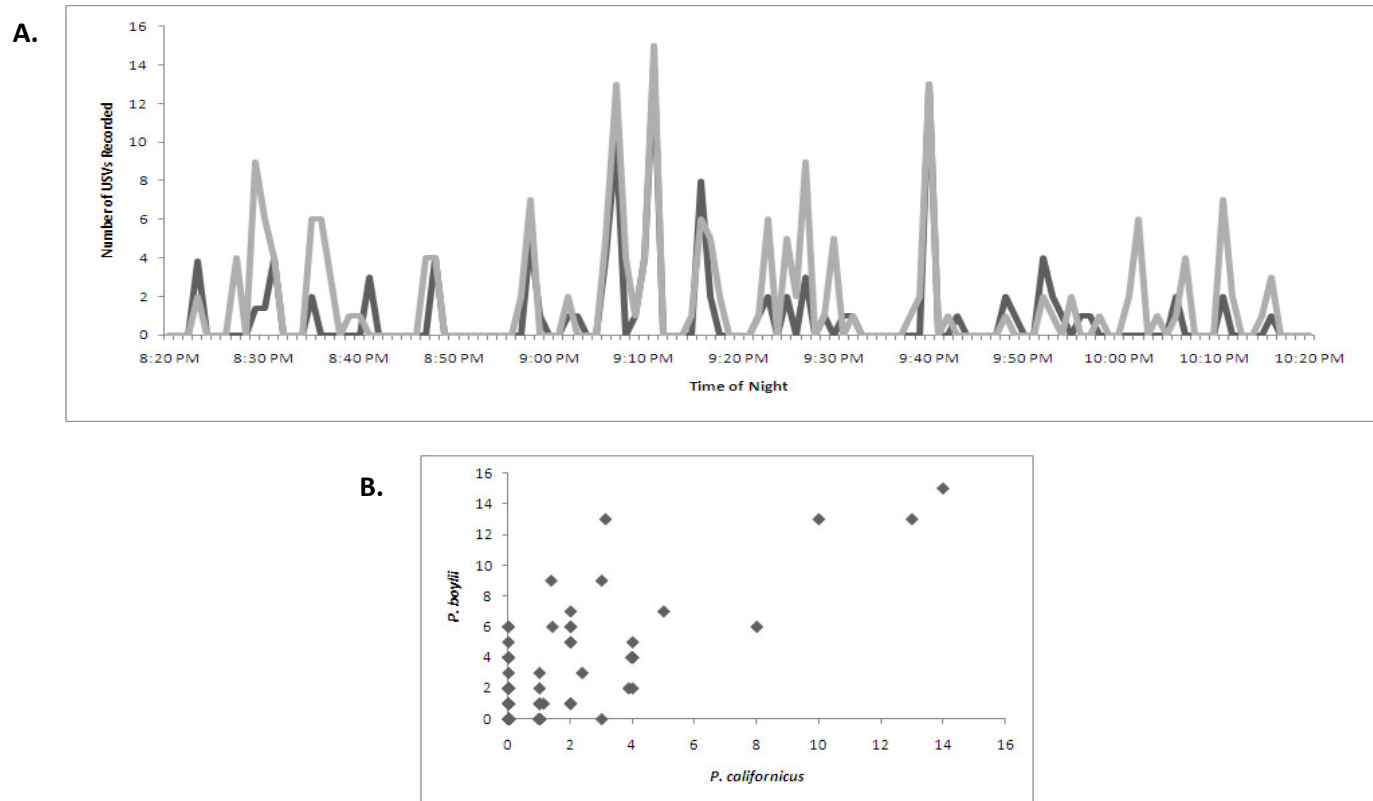 A.
16
14
12
10
8
6
4
2
0
Number of USVs Recorded
8:20 PM 8:30 PM 8:40 PM 8:50 PM 9:00 PM 9:10 PM 9:20 PM 9:30 PM 9:40 PM 9:50 PM 10:00 PM 10:10 PM 10:20 PM
Time of Night
B.
16
14
12
10
8
6
4
2
0
P. boylii
0 2 4 6 8 10 12 14 16
P. californicus